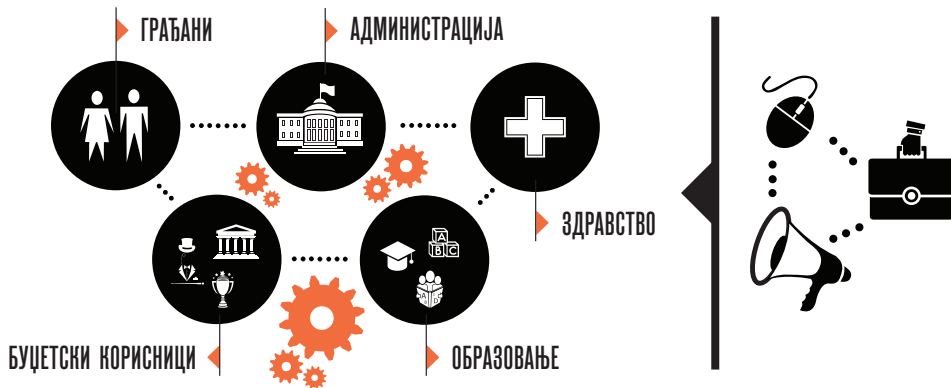 ГРАЂАНИ
АДМИНИСТРАЦИЈА
ЗДРАВСТВО
БУЏЕТСКИ КОРИСНИЦИ
ОБРАЗОВАЊЕ
A
B C